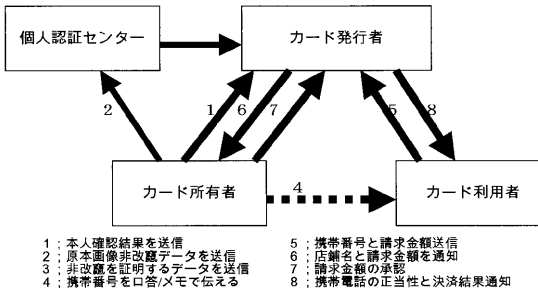 個人認証センター
カード発行者
2
1
6
7
5
8
カード所有者
4
カード利用者
1；本人確認結果を送信
2；原本画像非改竄データを送信
3；非改竄を証明するデータを送信
4；携帯番号を口答/メモで伝える
5；携帯番号と請求金額送信
6；店舗名と請求金額を通知
7；請求金額の承認
8；携帯電話の正当性と決済結果通知